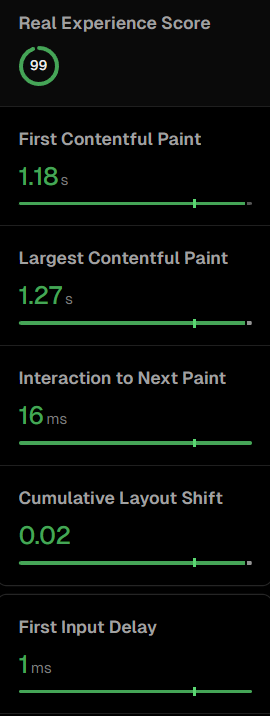 Real Experience Score
99
First Contentful Paint
1.18s
Largest Contentful Paint
1.27s
Interaction to Next Paint
16ms
Cumulative Layout Shift
0.02
First Input Delay
1ms